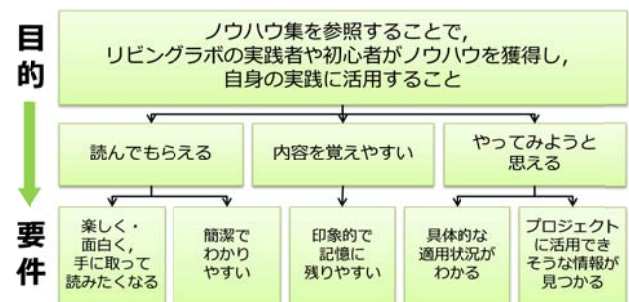 目的
ノウハウ集を参照することで,
リビングラボの実践者や初心者がノウハウを獲得し,
自身の実践に活用すること
読んでもらえる
内容を覚えやすい
やってみようと
思える
要件
楽しく・
面白く,
手に取って
読みたくなる
簡潔で
わかり
やすい
印象的で
記憶に
残りやすい
具体的な
適用状況が
わかる
プロジェクト
に活用でき
そうな情報が
見つかる